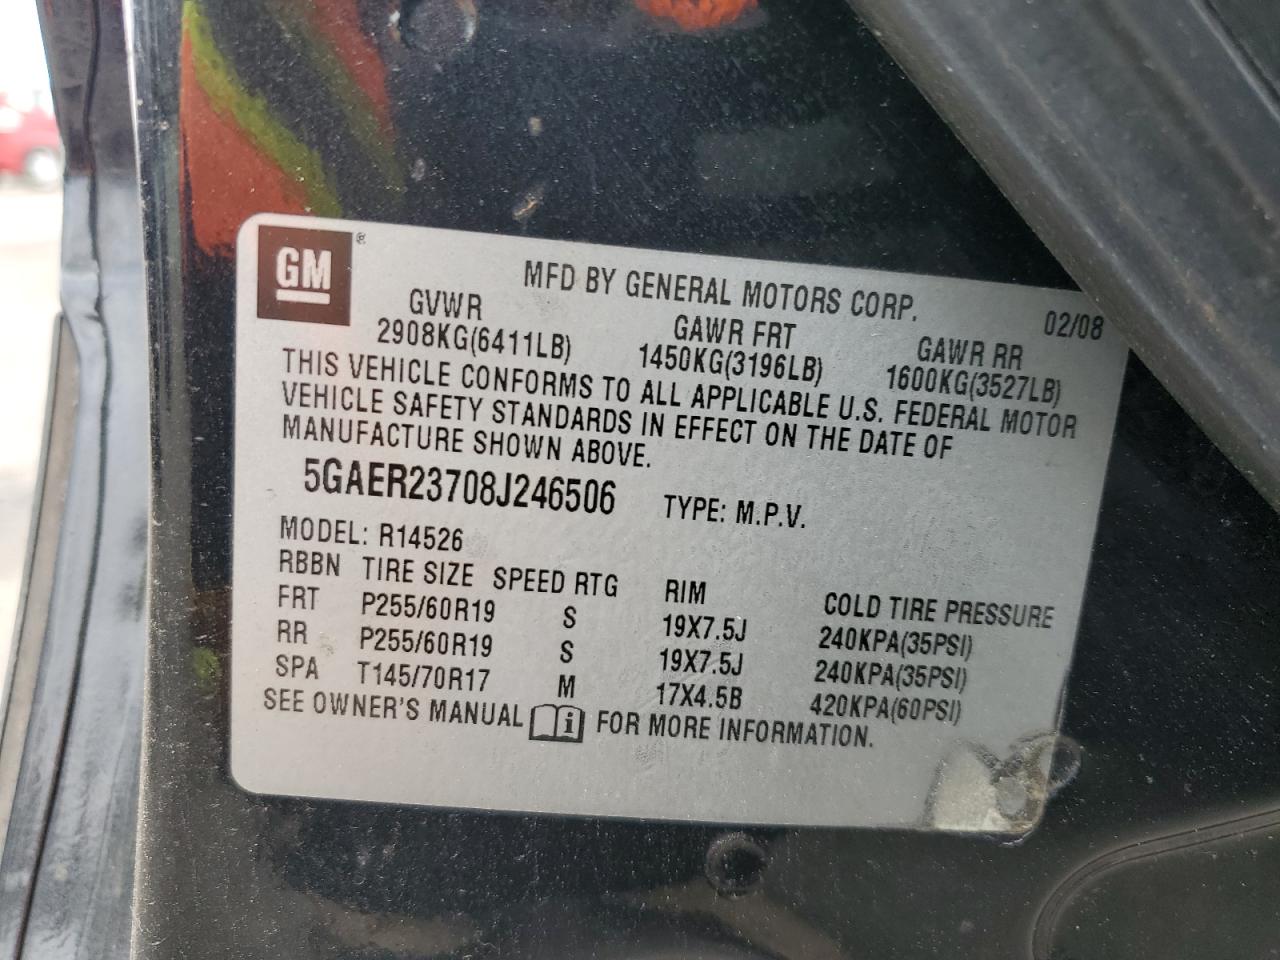 GM ®
MFD BY GENERAL MOTORS CORP. 02/08
GVWR GAWR FRT GAWR RR
2908KG(6411LB) 1450KG(3196LB) 1600KG(3527LB)
THIS VEHICLE CONFORMS TO ALL APPLICABLE U.S. FEDERAL MOTOR
VEHICLE SAFETY STANDARDS IN EFFECT ON THE DATE OF
MANUFACTURE SHOWN ABOVE.
5GAER23708J246506 TYPE: M.P.V.
MODEL: R14526
RBBN TIRE SIZE SPEED RTG RIM COLD TIRE PRESSURE
FRT P255/60R19 S 19X7.5J 240KPA(35PSI)
RR P255/60R19 S 19X7.5J 240KPA(35PSI)
SPA T145/70R17 M 17X4.5B 420KPA(60PSI)
SEE OWNER'S MANUAL i FOR MORE INFORMATION.